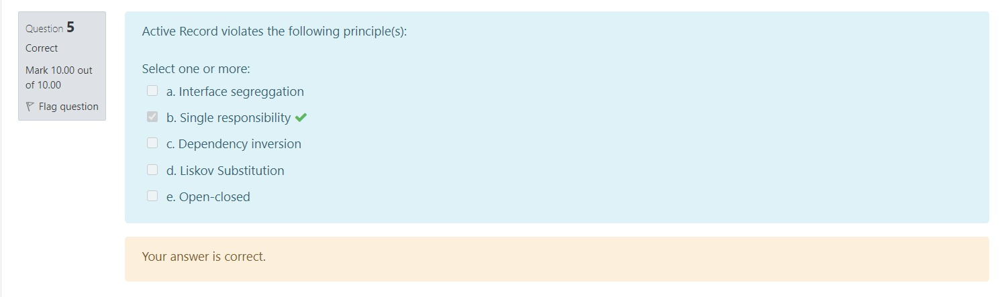 Question 5
Correct
Mark 10.00 out
of 10.00
Flag question
Active Record violates the following principle(s):
Select one or more:
a. Interface segreggation
b. Single responsibility
c. Dependency inversion
d. Liskov Substitution
e. Open-closed
Your answer is correct.